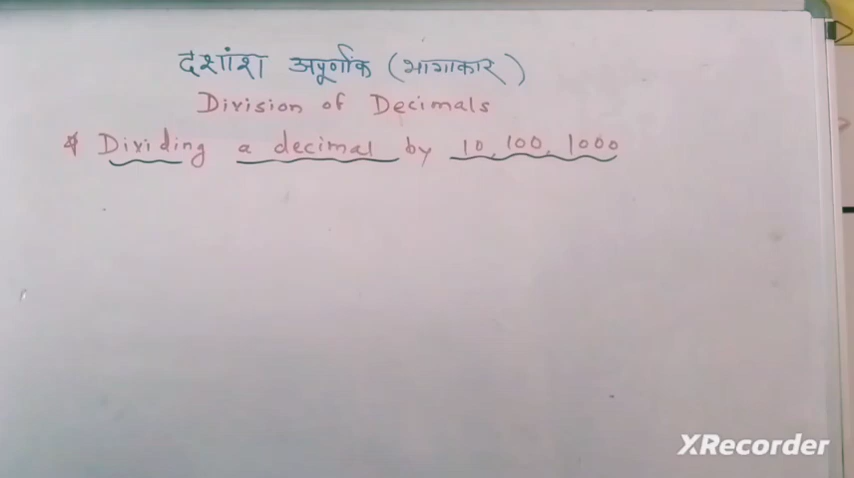 दशांश अपूर्णांक (भागाकार)
Division of Decimals
* Dividing a decimal by 10, 100, 1000
XRecorder